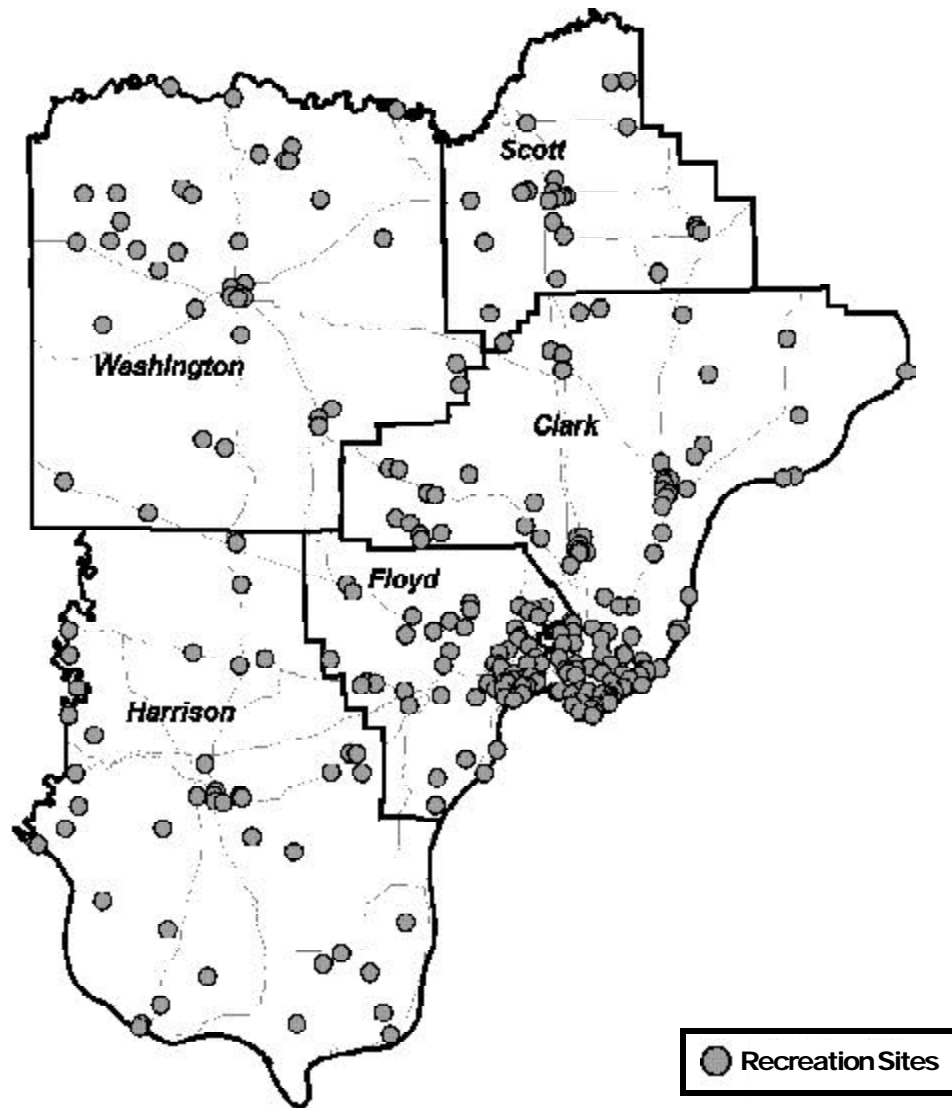 Scott
Washington
Clark
Floyd
Harrison
Recreation Sites